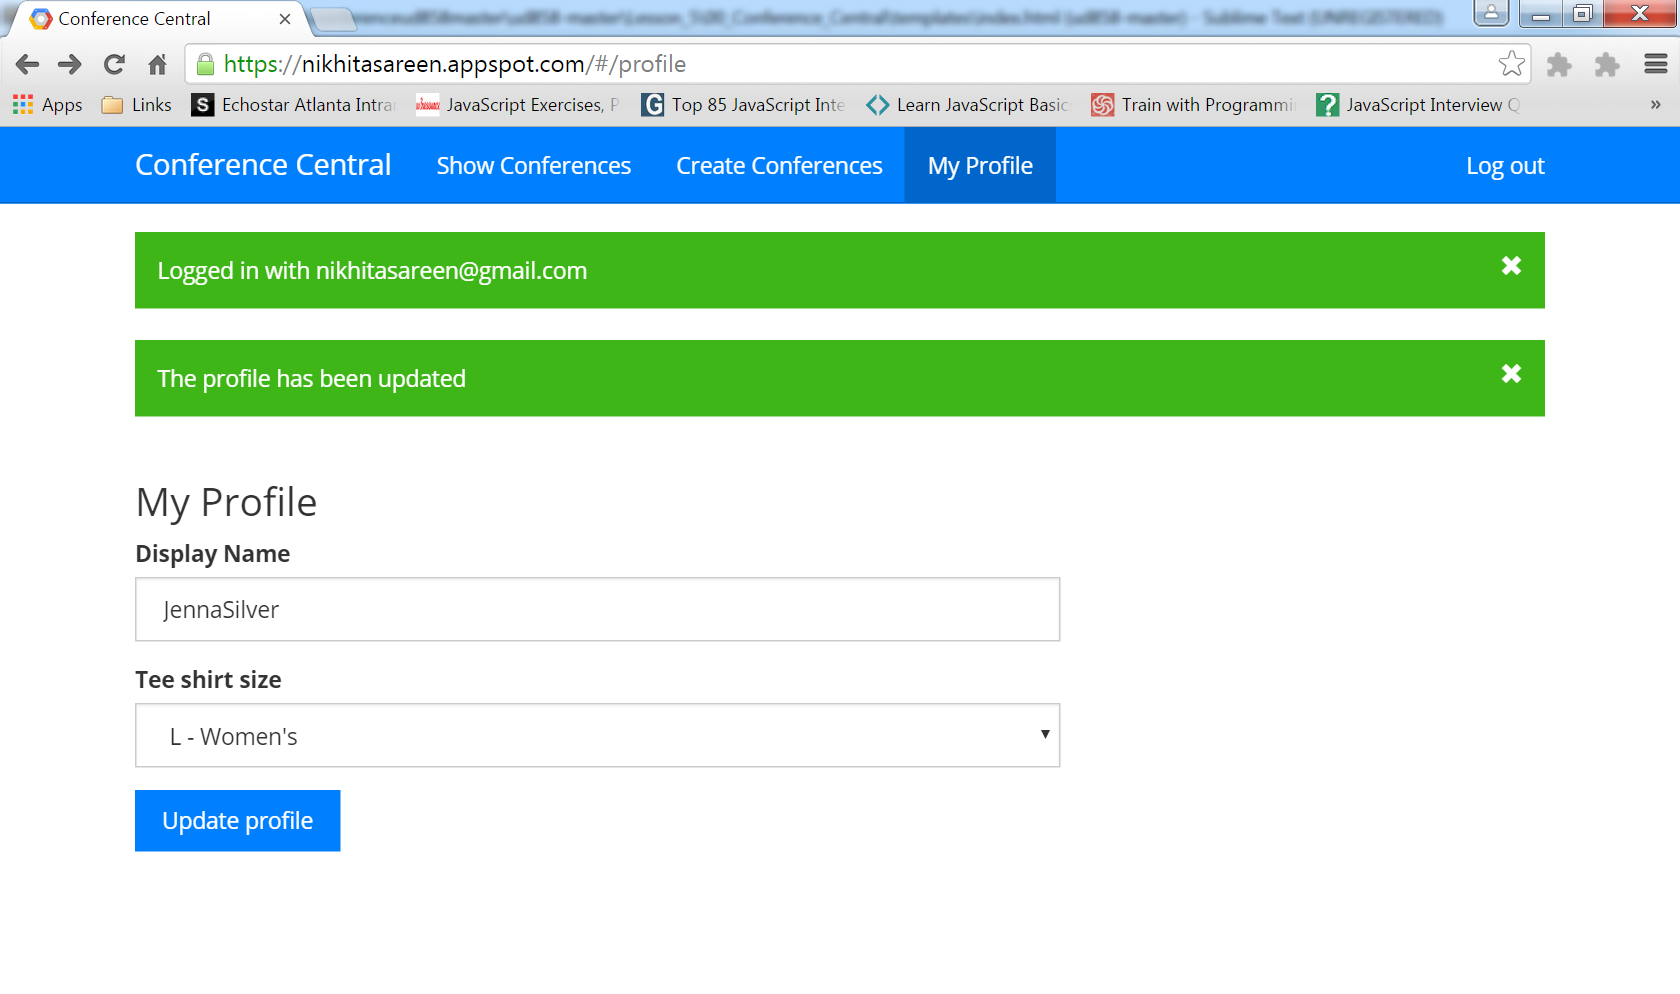 Conference Central
https://nikhitasareen.appspot.com/#/profile
Apps Links Echostar Atlanta Intra JavaScript Exercises, P Top 85 JavaScript Inte Learn JavaScript Basic Train with Programmi JavaScript Interview Q »
Conference Central Show Conferences Create Conferences My Profile Log out
Logged in with nikhitasareen@gmail.com
The profile has been updated
My Profile
Display Name
JennaSilver
Tee shirt size
L - Women's
Update profile